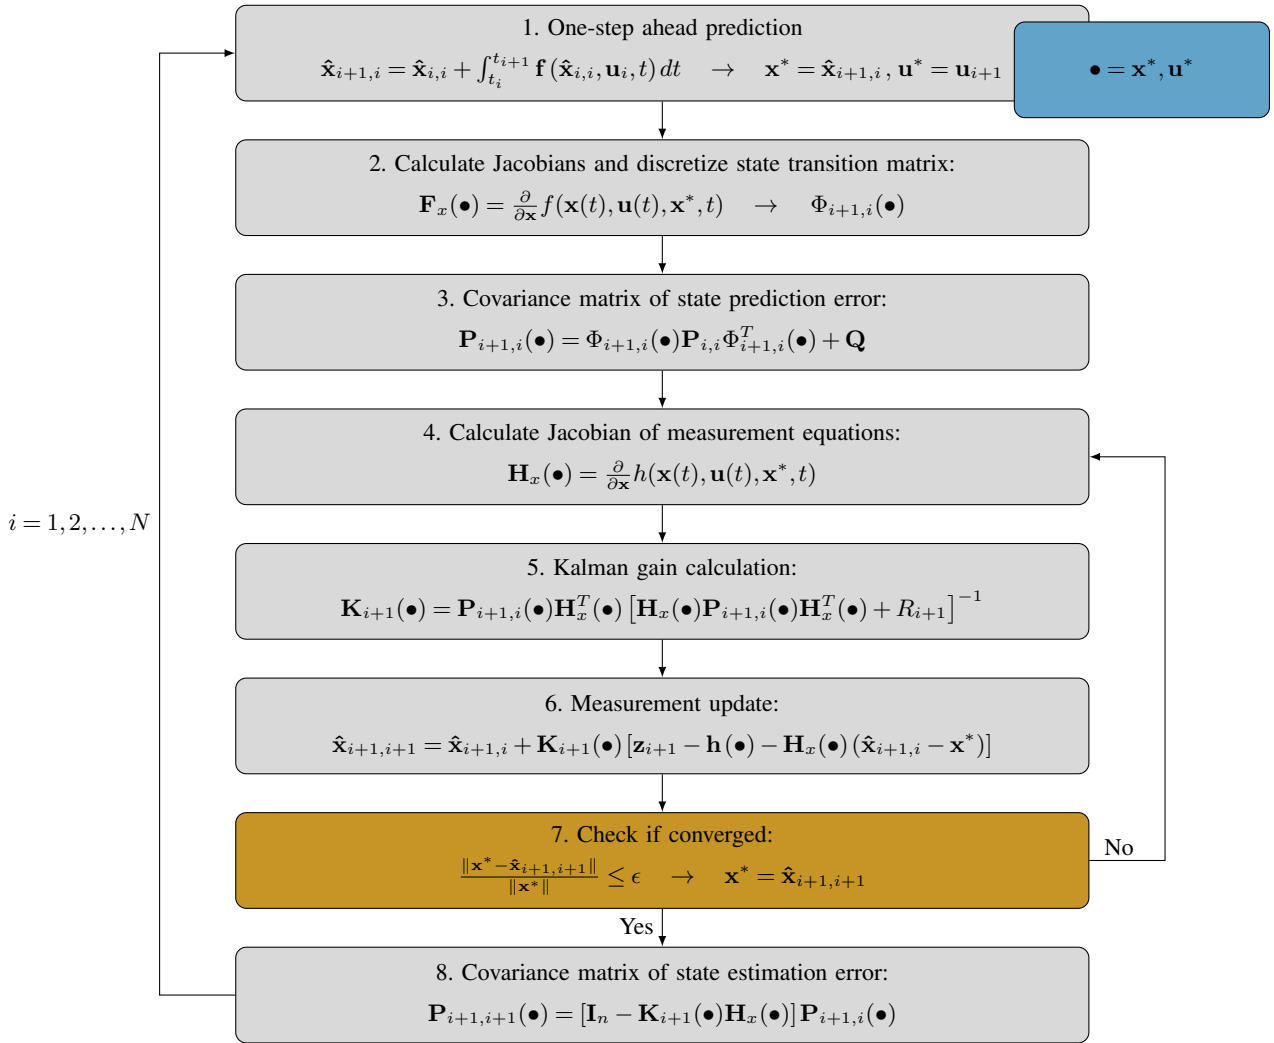 1. One-step ahead prediction
x̂_{i+1,i} = x̂_{i,i} + ∫_{t_i}^{t_{i+1}} f (x̂_{i,i}, u_i, t) dt → x* = x̂_{i+1,i}, u* = u_{i+1}
• = x*, u*
2. Calculate Jacobians and discretize state transition matrix:
F_x(•) = ∂/∂x f(x(t), u(t), x*, t) → Φ_{i+1,i}(•)
3. Covariance matrix of state prediction error:
P_{i+1,i}(•) = Φ_{i+1,i}(•)P_{i,i}Φ^T_{i+1,i}(•) + Q
4. Calculate Jacobian of measurement equations:
H_x(•) = ∂/∂x h(x(t), u(t), x*, t)
i = 1, 2, ..., N
5. Kalman gain calculation:
K_{i+1}(•) = P_{i+1,i}(•)H_x^T(•) [H_x(•)P_{i+1,i}(•)H_x^T(•) + R_{i+1}]^{-1}
6. Measurement update:
x̂_{i+1,i+1} = x̂_{i+1,i} + K_{i+1}(•) [z_{i+1} − h(•) − H_x(•) (x̂_{i+1,i} − x*)]
7. Check if converged:
‖x* − x̂_{i+1,i+1}‖ / ‖x*‖ ≤ ϵ → x* = x̂_{i+1,i+1}
No
Yes
8. Covariance matrix of state estimation error:
P_{i+1,i+1}(•) = [I_n − K_{i+1}(•)H_x(•)] P_{i+1,i}(•)